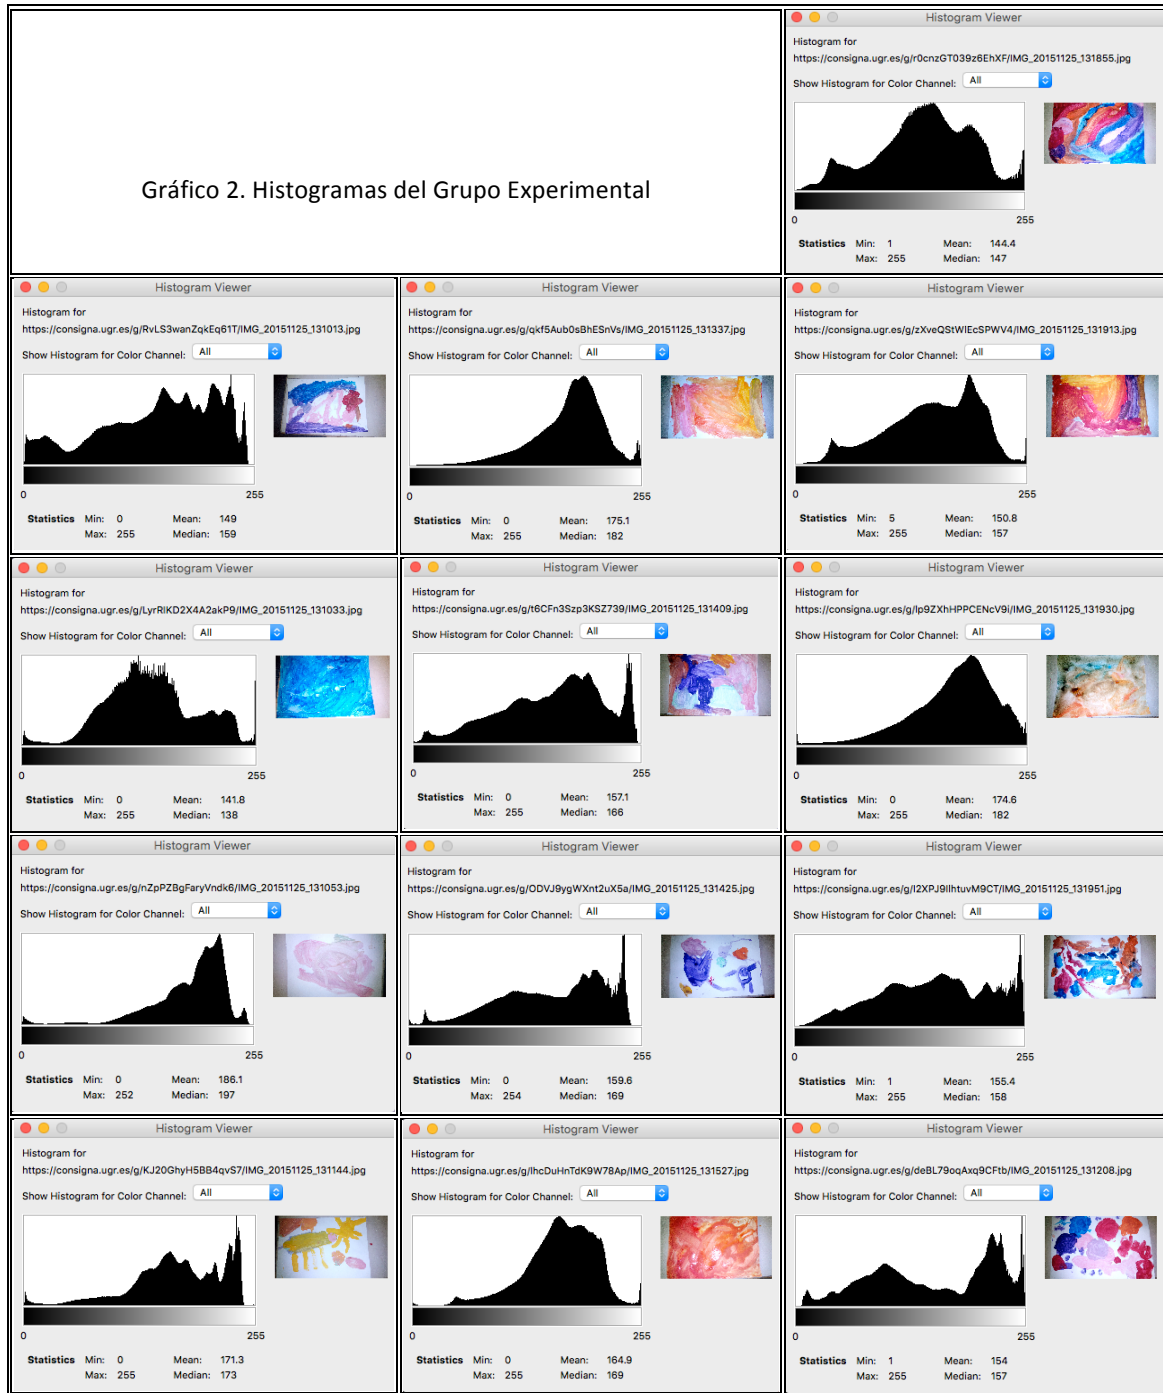 Gráfico 2. Histogramas del Grupo Experimental
Histogram Viewer
Histogram for
https://consigna.ugr.es/g/r0cnzGT039z6EhXF/IMG_20151125_131855.jpg
Show Histogram for Color Channel: All
0 255
Statistics Min: 1 Mean: 144.4
Max: 255 Median: 147
Histogram Viewer
Histogram for
https://consigna.ugr.es/g/RvLS3wanZqkEq61T/IMG_20151125_131013.jpg
Show Histogram for Color Channel: All
0 255
Statistics Min: 0 Mean: 149
Max: 255 Median: 159
Histogram Viewer
Histogram for
https://consigna.ugr.es/g/qkf5Aub0sBhESnVs/IMG_20151125_131337.jpg
Show Histogram for Color Channel: All
0 255
Statistics Min: 0 Mean: 175.1
Max: 255 Median: 182
Histogram Viewer
Histogram for
https://consigna.ugr.es/g/zXveQStWIEcSPWV4/IMG_20151125_131913.jpg
Show Histogram for Color Channel: All
0 255
Statistics Min: 5 Mean: 150.8
Max: 255 Median: 157
Histogram Viewer
Histogram for
https://consigna.ugr.es/g/LyrRlKD2X4A2akP9/IMG_20151125_131033.jpg
Show Histogram for Color Channel: All
0 255
Statistics Min: 0 Mean: 141.8
Max: 255 Median: 138
Histogram Viewer
Histogram for
https://consigna.ugr.es/g/t6CFn3Szp3KSZ739/IMG_20151125_131409.jpg
Show Histogram for Color Channel: All
0 255
Statistics Min: 0 Mean: 157.1
Max: 255 Median: 166
Histogram Viewer
Histogram for
https://consigna.ugr.es/g/lp9ZXhHPPCENcV9i/IMG_20151125_131930.jpg
Show Histogram for Color Channel: All
0 255
Statistics Min: 0 Mean: 174.6
Max: 255 Median: 182
Histogram Viewer
Histogram for
https://consigna.ugr.es/g/nZpPZBgFaryVndk6/IMG_20151125_131053.jpg
Show Histogram for Color Channel: All
0 255
Statistics Min: 0 Mean: 186.1
Max: 252 Median: 197
Histogram Viewer
Histogram for
https://consigna.ugr.es/g/ODVJ9ygWXnt2uX5a/IMG_20151125_131425.jpg
Show Histogram for Color Channel: All
0 255
Statistics Min: 0 Mean: 159.6
Max: 254 Median: 169
Histogram Viewer
Histogram for
https://consigna.ugr.es/g/I2XPJ9IIhtuvM9CT/IMG_20151125_131951.jpg
Show Histogram for Color Channel: All
0 255
Statistics Min: 1 Mean: 155.4
Max: 255 Median: 158
Histogram Viewer
Histogram for
https://consigna.ugr.es/g/KJ20GhyH5BB4qvS7/IMG_20151125_131144.jpg
Show Histogram for Color Channel: All
0 255
Statistics Min: 0 Mean: 171.3
Max: 255 Median: 173
Histogram Viewer
Histogram for
https://consigna.ugr.es/g/IhcDuHnTdK9W78Ap/IMG_20151125_131527.jpg
Show Histogram for Color Channel: All
0 255
Statistics Min: 0 Mean: 164.9
Max: 255 Median: 169
Histogram Viewer
Histogram for
https://consigna.ugr.es/g/deBL79oqAxq9CFtb/IMG_20151125_131208.jpg
Show Histogram for Color Channel: All
0 255
Statistics Min: 1 Mean: 154
Max: 255 Median: 157